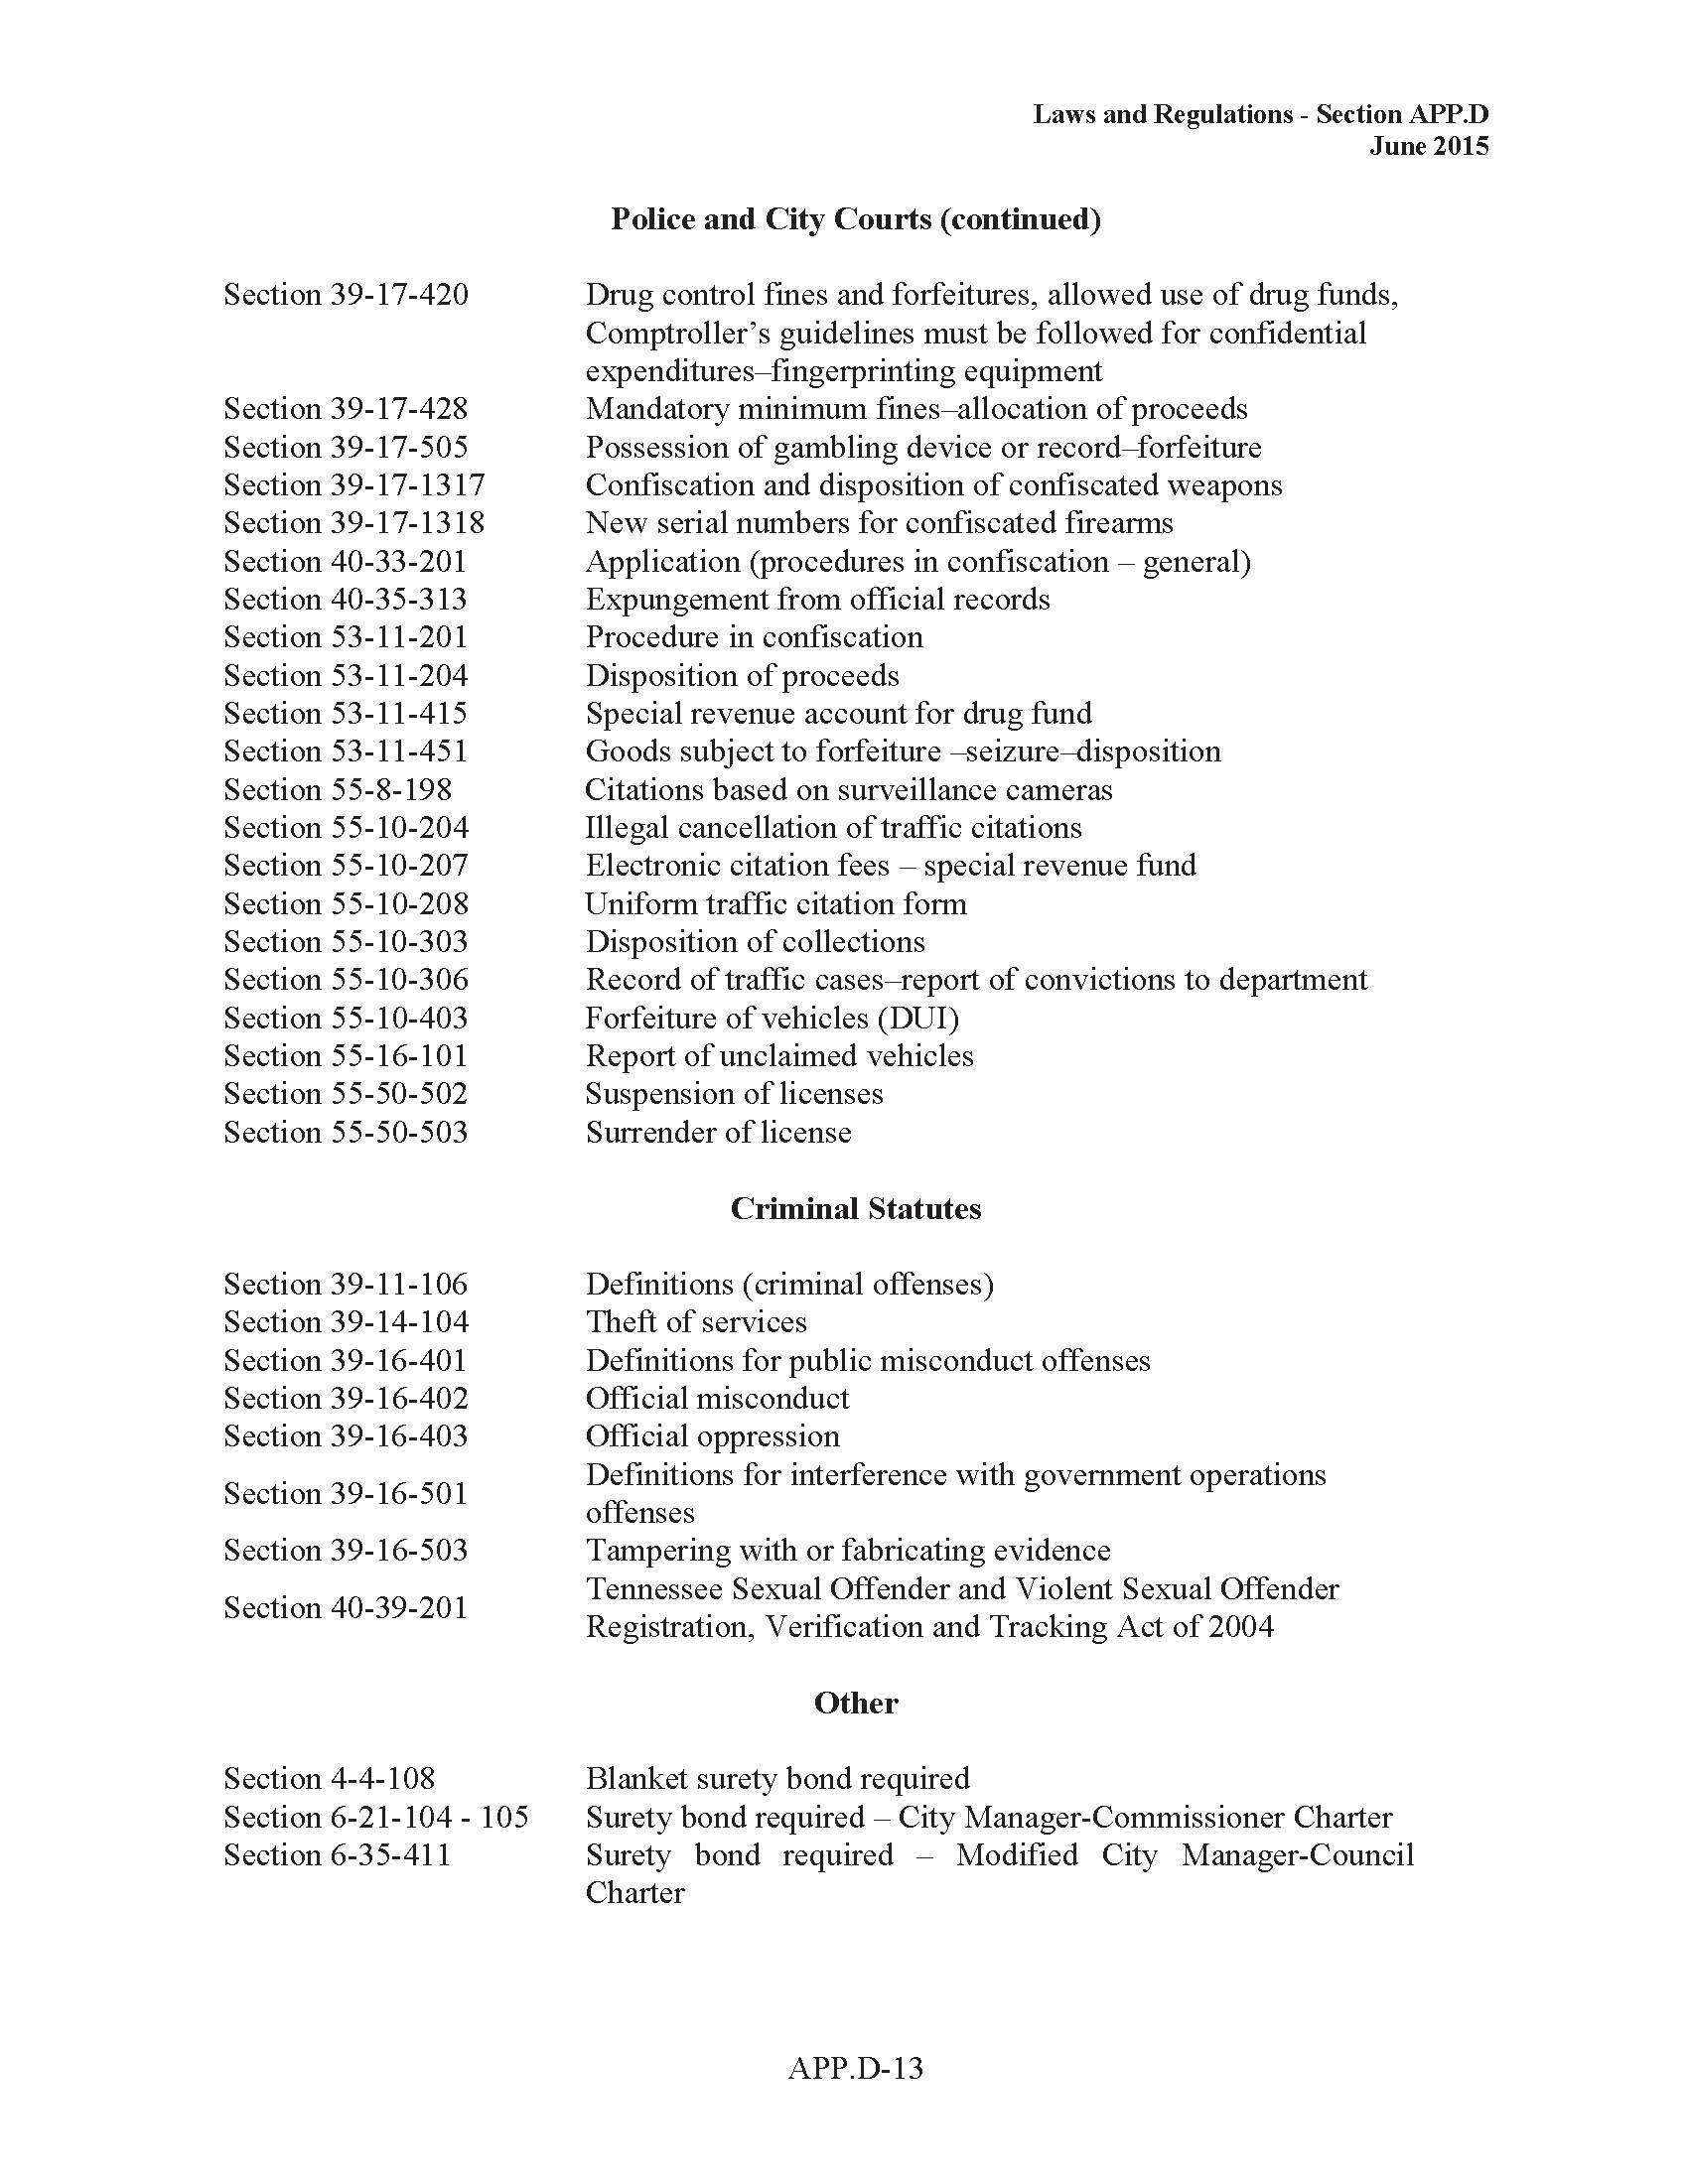 Laws and Regulations - Section APP.D
June 2015
Police and City Courts (continued)
Section 39-17-420 Drug control fines and forfeitures, allowed use of drug funds,
Comptroller’s guidelines must be followed for confidential
expenditures–fingerprinting equipment
Section 39-17-428 Mandatory minimum fines–allocation of proceeds
Section 39-17-505 Possession of gambling device or record–forfeiture
Section 39-17-1317 Confiscation and disposition of confiscated weapons
Section 39-17-1318 New serial numbers for confiscated firearms
Section 40-33-201 Application (procedures in confiscation – general)
Section 40-35-313 Expungement from official records
Section 53-11-201 Procedure in confiscation
Section 53-11-204 Disposition of proceeds
Section 53-11-415 Special revenue account for drug fund
Section 53-11-451 Goods subject to forfeiture –seizure–disposition
Section 55-8-198 Citations based on surveillance cameras
Section 55-10-204 Illegal cancellation of traffic citations
Section 55-10-207 Electronic citation fees – special revenue fund
Section 55-10-208 Uniform traffic citation form
Section 55-10-303 Disposition of collections
Section 55-10-306 Record of traffic cases–report of convictions to department
Section 55-10-403 Forfeiture of vehicles (DUI)
Section 55-16-101 Report of unclaimed vehicles
Section 55-50-502 Suspension of licenses
Section 55-50-503 Surrender of license
Criminal Statutes
Section 39-11-106 Definitions (criminal offenses)
Section 39-14-104 Theft of services
Section 39-16-401 Definitions for public misconduct offenses
Section 39-16-402 Official misconduct
Section 39-16-403 Official oppression
Section 39-16-501 Definitions for interference with government operations
offenses
Section 39-16-503 Tampering with or fabricating evidence
Section 40-39-201 Tennessee Sexual Offender and Violent Sexual Offender
Registration, Verification and Tracking Act of 2004
Other
Section 4-4-108 Blanket surety bond required
Section 6-21-104 - 105 Surety bond required – City Manager-Commissioner Charter
Section 6-35-411 Surety bond required – Modified City Manager-Council
Charter
APP.D-13